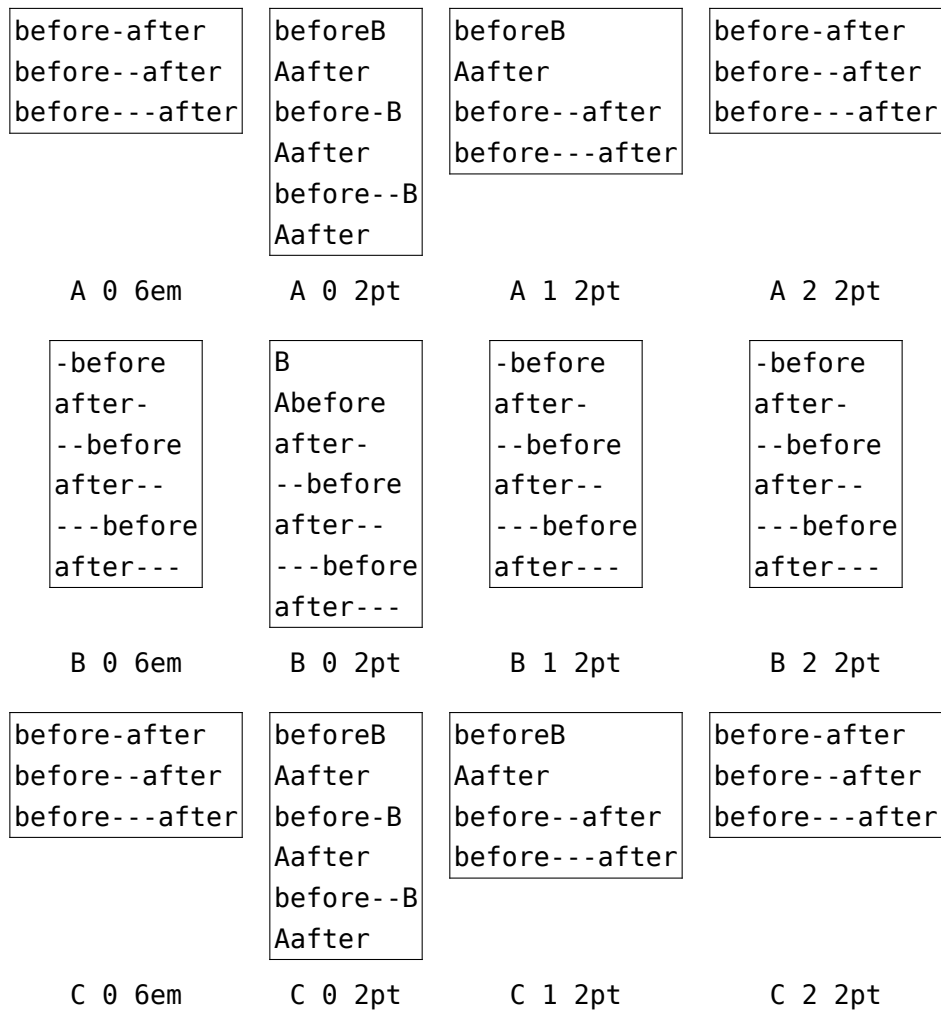 before-after
before--after
before---after
A 0 6em
beforeB
Aafter
before-B
Aafter
before--B
Aafter
A 0 2pt
beforeB
Aafter
before--after
before---after
A 1 2pt
before-after
before--after
before---after
A 2 2pt
-before
after-
--before
after--
---before
after---
B 0 6em
B
Abefore
after-
--before
after--
---before
after---
B 0 2pt
-before
after-
--before
after--
---before
after---
B 1 2pt
-before
after-
--before
after--
---before
after---
B 2 2pt
before-after
before--after
before---after
C 0 6em
beforeB
Aafter
before-B
Aafter
before--B
Aafter
C 0 2pt
beforeB
Aafter
before--after
before---after
C 1 2pt
before-after
before--after
before---after
C 2 2pt